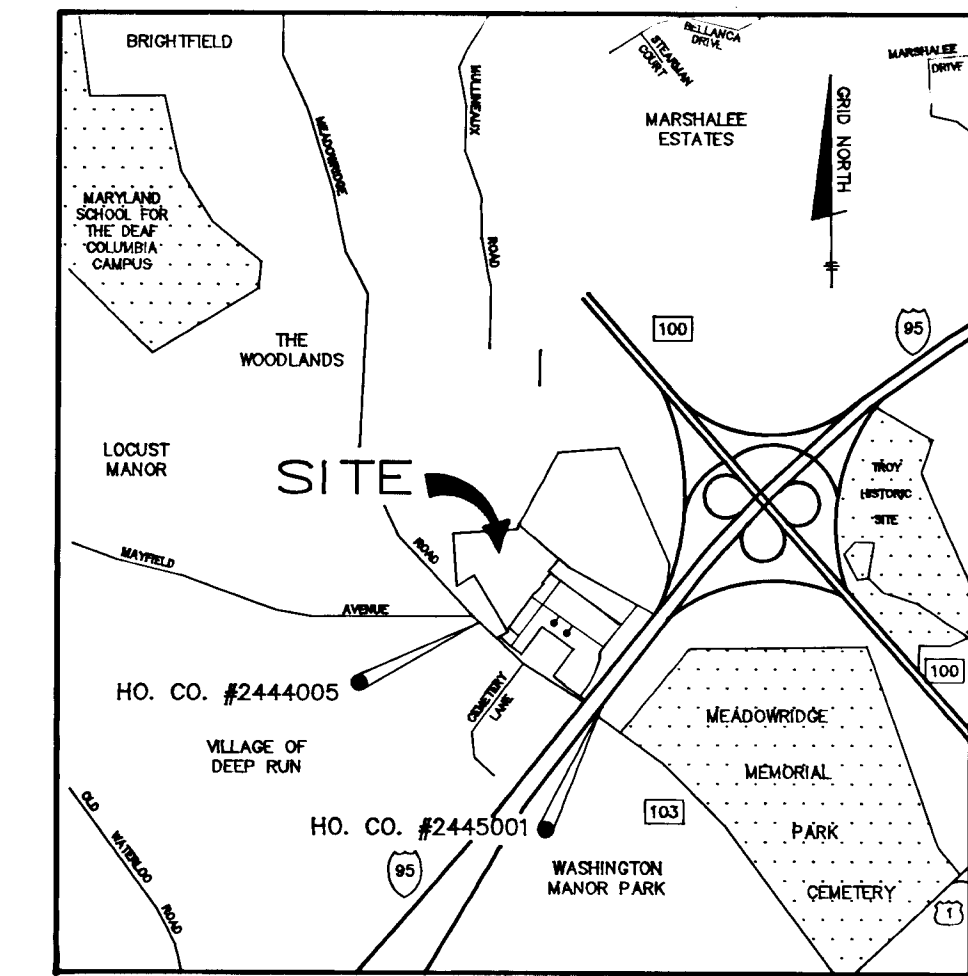 BRIGHTFIELD
BELLANCA
DRIVE
STEARMAN
COURT
MARSHALEE
DRIVE
MULLINEAUX
ROAD
MEADOWRIDGE
MARSHALEE
ESTATES
GRID NORTH
MARYLAND
SCHOOL FOR
THE DEAF
COLUMBIA
CAMPUS
THE
WOODLANDS
100
95
LOCUST
MANOR
SITE
TROY
HISTORIC
SITE
ROAD
MAYFIELD
AVENUE
100
HO. CO. #2444005
CEMETERY
LANE
MEADOWRIDGE
MEMORIAL
PARK
CEMETERY
VILLAGE OF
DEEP RUN
OLD
WATERLOO
ROAD
103
HO. CO. #2445001
95
WASHINGTON
MANOR PARK
1